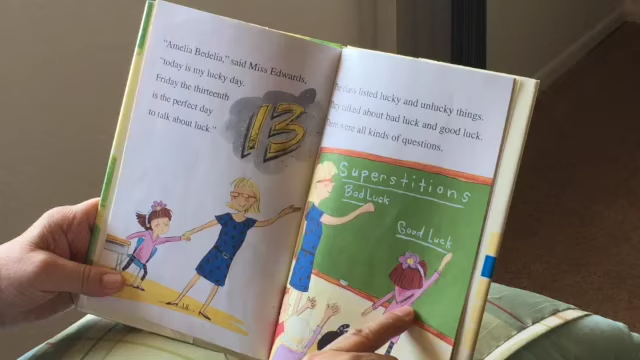 "Amelia Bedelia," said Miss Edwards,
"today is my lucky day.
Friday the thirteenth
is the perfect day
to talk about luck."
13
class listed lucky and unlucky things.
talked about bad luck and good luck.
were all kinds of questions.
Superstitions
Bad Luck
Good Luck